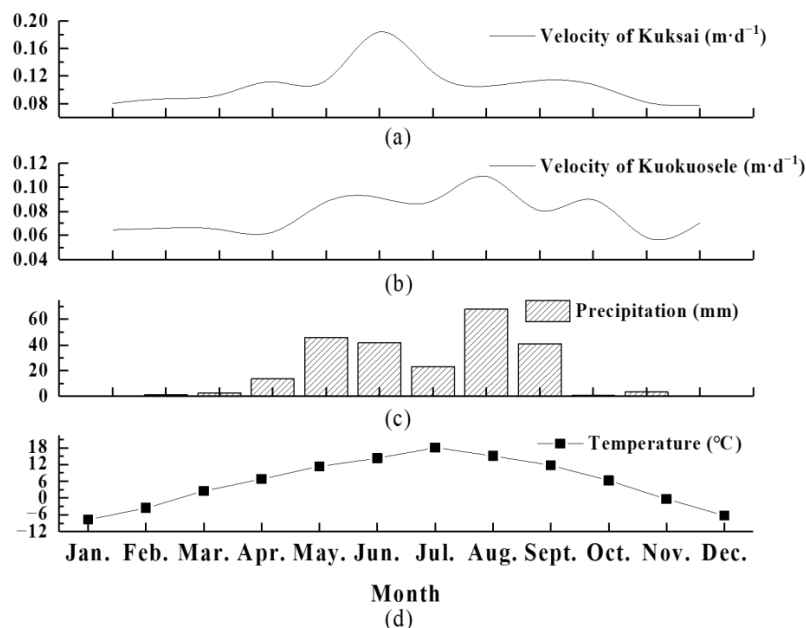 0.20
Velocity of Kuksai (m·d⁻¹)
0.16
0.12
0.08
(a)
0.12
Velocity of Kuokuosele (m·d⁻¹)
0.10
0.08
0.06
0.04
(b)
Precipitation (mm)
60
40
20
0
(c)
18
Temperature (℃)
12
6
0
−6
−12
Jan. Feb. Mar. Apr. May. Jun. Jul. Aug. Sept. Oct. Nov. Dec.
Month
(d)